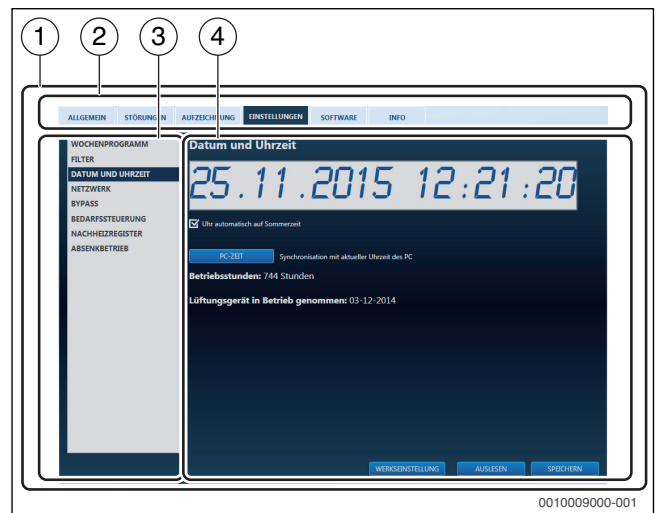 1 2 3 4
ALLGEMEIN STÖRUNGEN AUFZEICHNUNG EINSTELLUNGEN SOFTWARE INFO
WOCHENPROGRAMM
FILTER
DATUM UND UHRZEIT
NETZWERK
BYPASS
BEDARFSSTEUERUNG
NACHHEIZREGISTER
ABSENKBETRIEB
Datum und Uhrzeit
25.11.2015 12:21:20
Uhr automatisch auf Sommerzeit
PC-ZEIT Synchronisation mit aktueller Uhrzeit des PC
Betriebsstunden: 744 Stunden
Lüftungsgerät in Betrieb genommen: 03-12-2014
WERKSEINSTELLUNG AUSLESEN SPEICHERN
0010009000-001